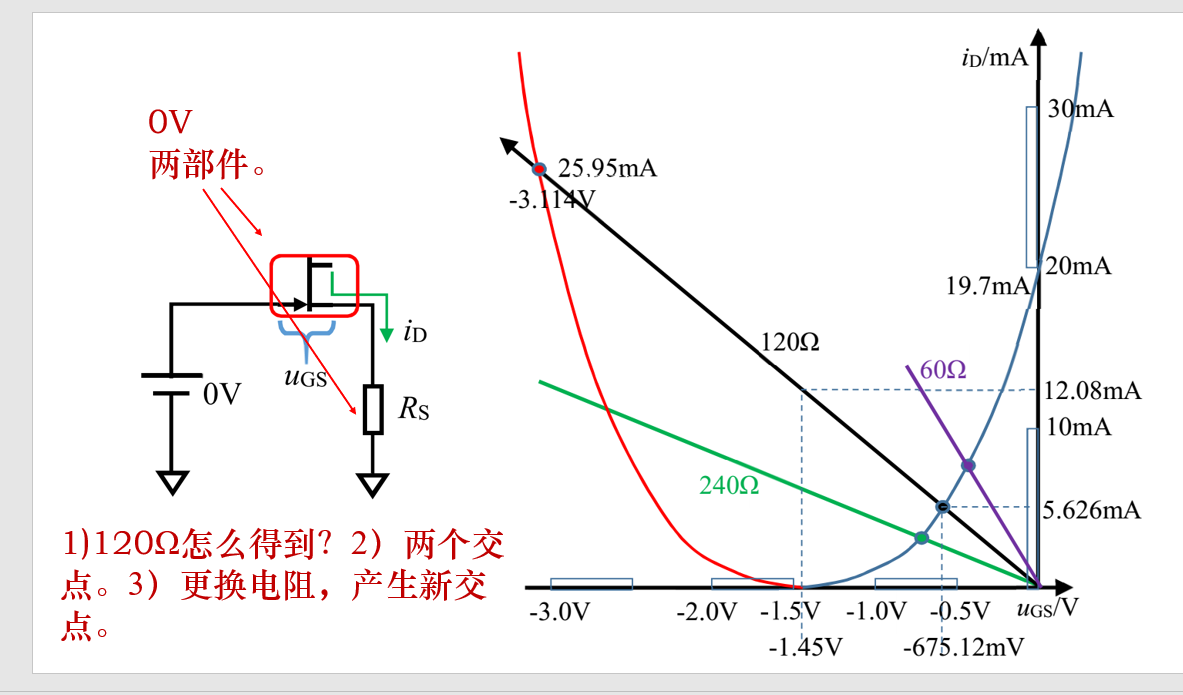 0V
两部件。
uGS
iD
0V
RS
1)120Ω怎么得到？2）两个交
点。3）更换电阻，产生新交
点。
iD/mA
30mA
25.95mA
-3.114V
20mA
19.7mA
120Ω
60Ω
12.08mA
10mA
240Ω
5.626mA
-3.0V
-2.0V
-1.5V
-1.0V
-0.5V
uGS/V
-1.45V
-675.12mV